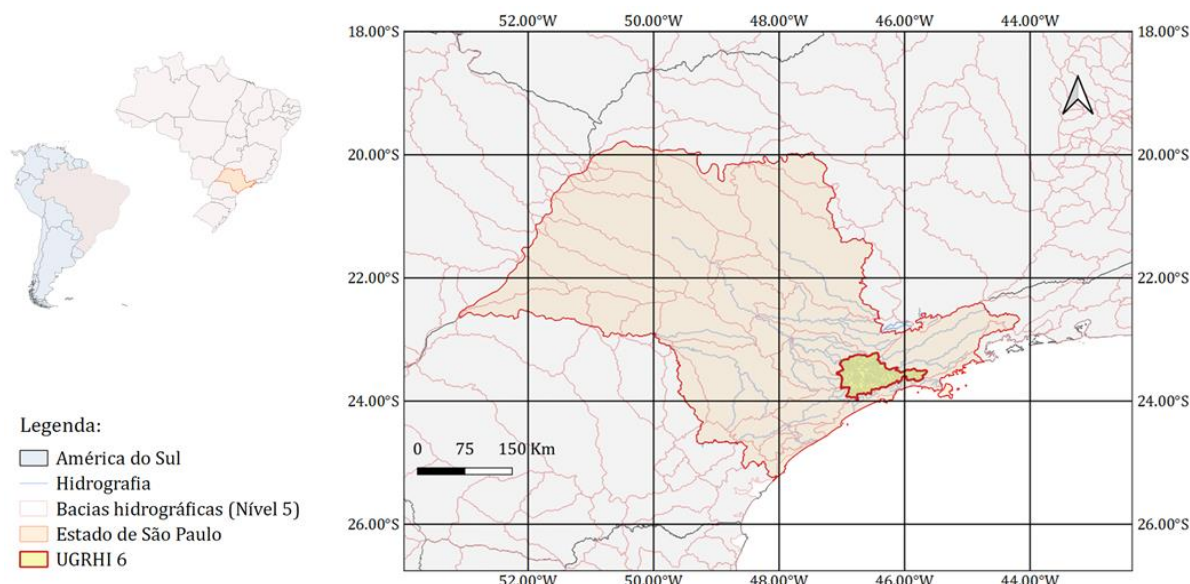 52.00°W 50.00°W 48.00°W 46.00°W 44.00°W
18.00°S 18.00°S
20.00°S 20.00°S
22.00°S 22.00°S
24.00°S 24.00°S
Legenda:
América do Sul
Hidrografia
Bacias hidrográficas (Nível 5)
Estado de São Paulo
UGRHI 6
0 75 150 Km
26.00°S 26.00°S
52.00°W 50.00°W 48.00°W 46.00°W 44.00°W